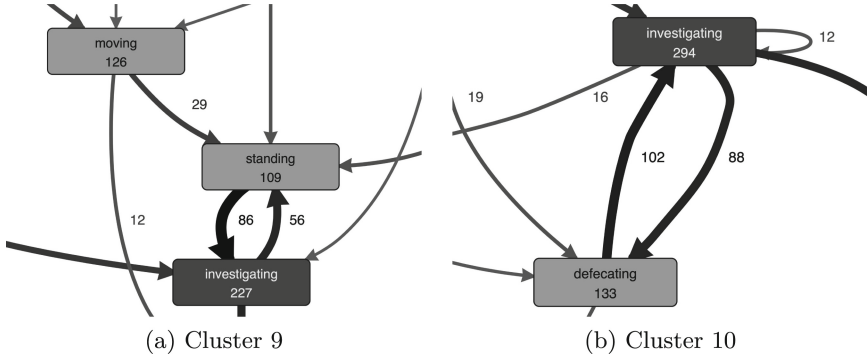 moving
126
29
standing
109
12
86
56
investigating
227
(a) Cluster 9
investigating
294
12
19
16
102
88
defecating
133
(b) Cluster 10